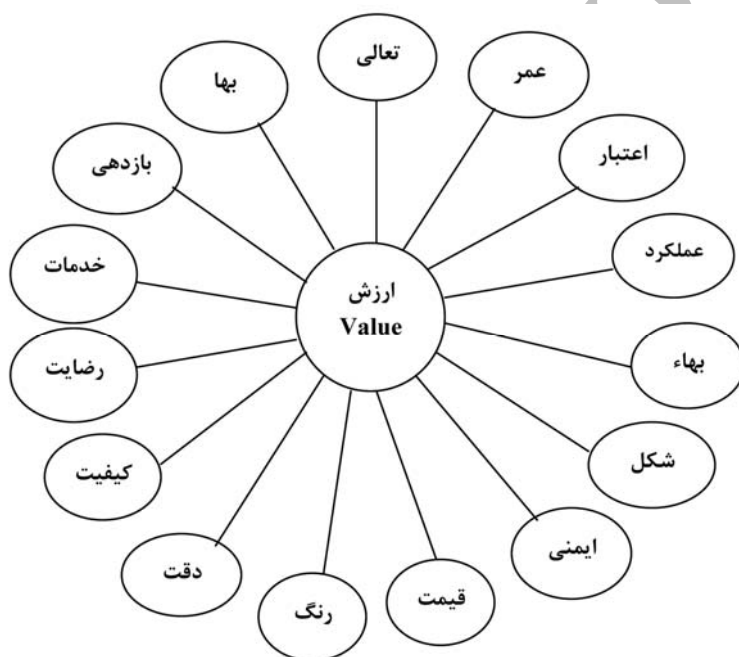 ارزش
Value
تعالی
عمر
اعتبار
عملکرد
بهاء
شکل
ایمنی
قیمت
رنگ
دقت
کیفیت
رضایت
خدمات
بازدهی
بها